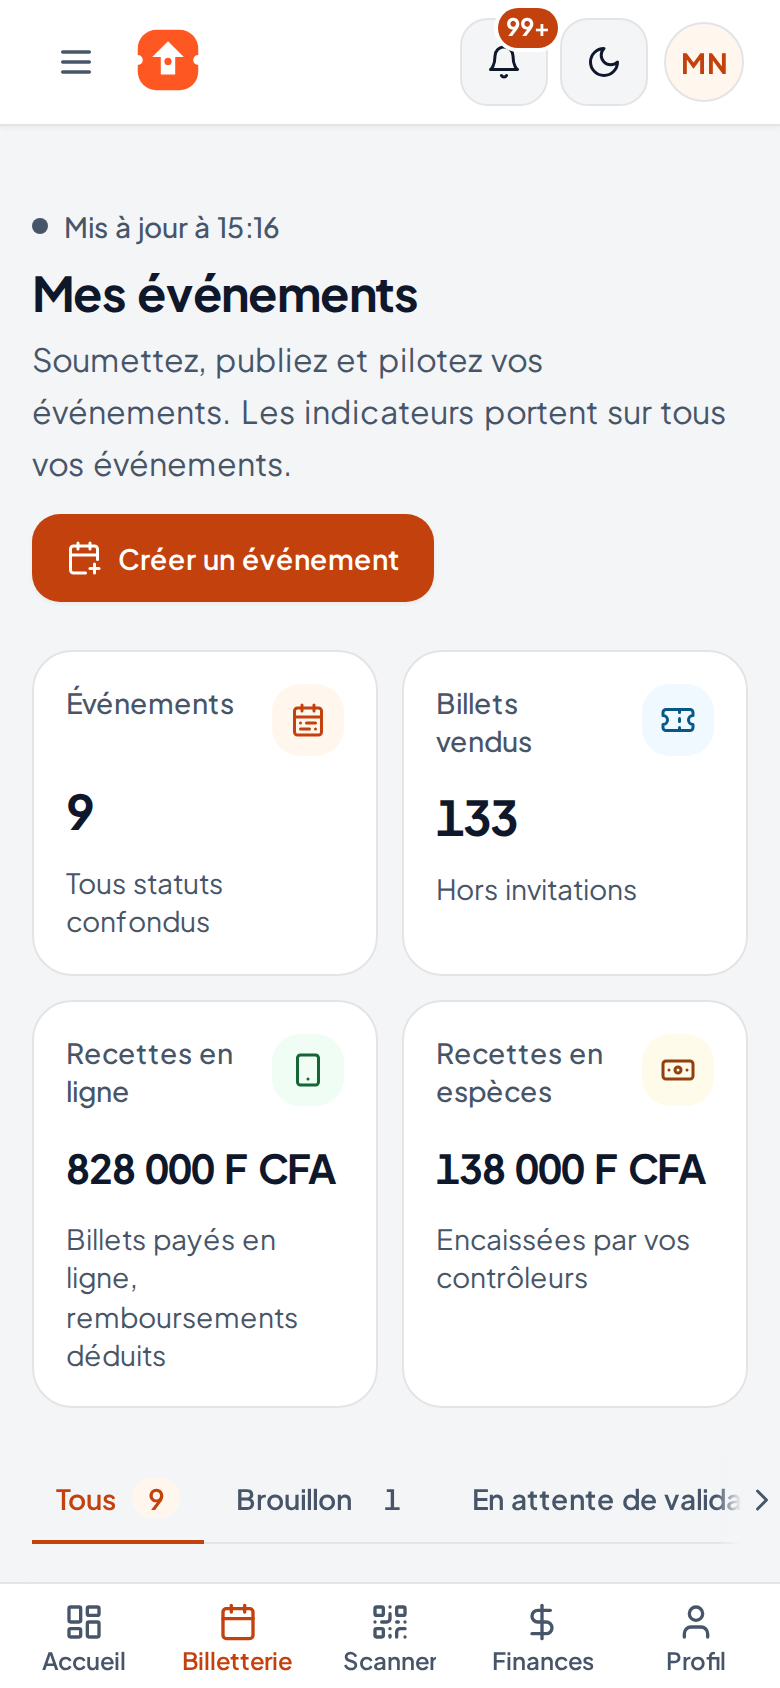 99+
MN
Mis à jour à 15:16
Mes événements
Soumettez, publiez et pilotez vos
événements. Les indicateurs portent sur tous
vos événements.
Créer un événement
Événements
9
Tous statuts
confondus
Billets
vendus
133
Hors invitations
Recettes en
ligne
828 000 F CFA
Billets payés en
ligne,
remboursements
déduits
Recettes en
espèces
138 000 F CFA
Encaissées par vos
contrôleurs
Tous 9 Brouillon 1 En attente de valida
Accueil Billetterie Scanner Finances Profil